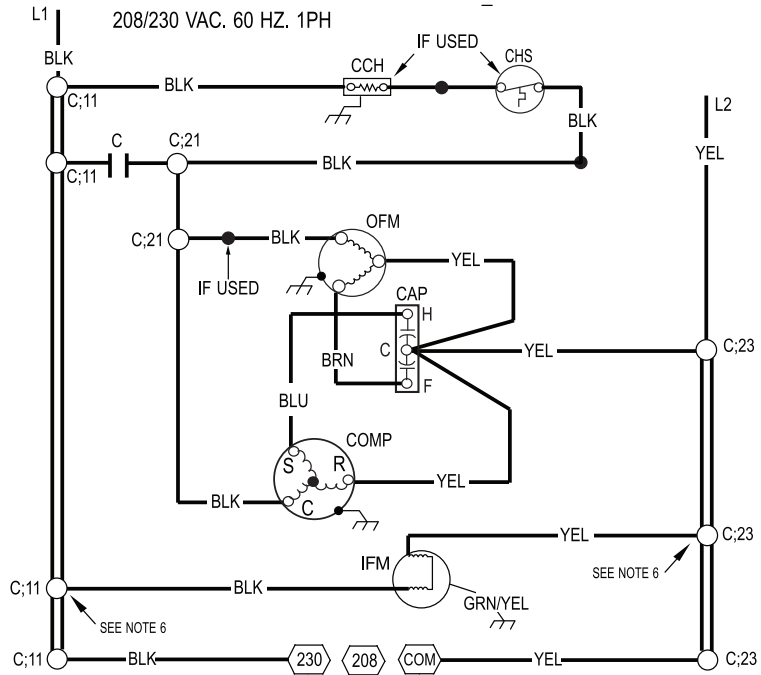 L1
208/230 VAC. 60 HZ. 1PH
IF USED
CCH
CHS
BLK
BLK
C;11
L2
BLK
C
C;21
YEL
BLK
C;11
OFM
C;21
BLK
YEL
IF USED
CAP
H
C
YEL
C;23
BRN
F
BLU
COMP
S
R
YEL
BLK
C
YEL
C;23
IFM
SEE NOTE 6
C;11
BLK
GRN/YEL
SEE NOTE 6
C;11
BLK
230
208
COM
YEL
C;23